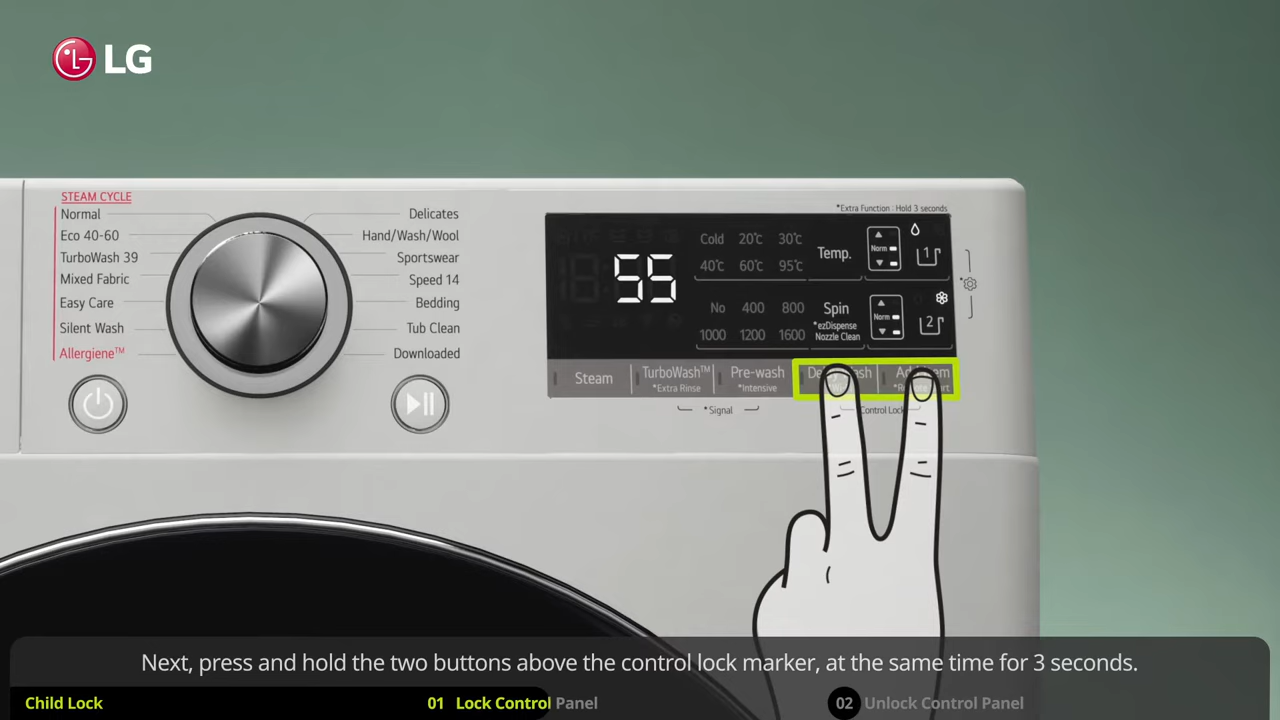 LG
STEAM CYCLE
Normal
Eco 40-60
TurboWash 39
Mixed Fabric
Easy Care
Silent Wash
Allergiene™
Delicates
Hand/Wash/Wool
Sportswear
Speed 14
Bedding
Tub Clean
Downloaded
*Extra Function : Hold 3 seconds
55
Cold 20℃ 30℃
40℃ 60℃ 95℃
Temp.
Norm
1
No 400 800
1000 1200 1600
Spin
*ezDispense
Nozzle Clean
Norm
2
Steam
TurboWash™
*Extra Rinse
Pre-wash
*Intensive
*Signal
Control Lock
Next, press and hold the two buttons above the control lock marker, at the same time for 3 seconds.
Child Lock
01 Lock Control Panel
02 Unlock Control Panel